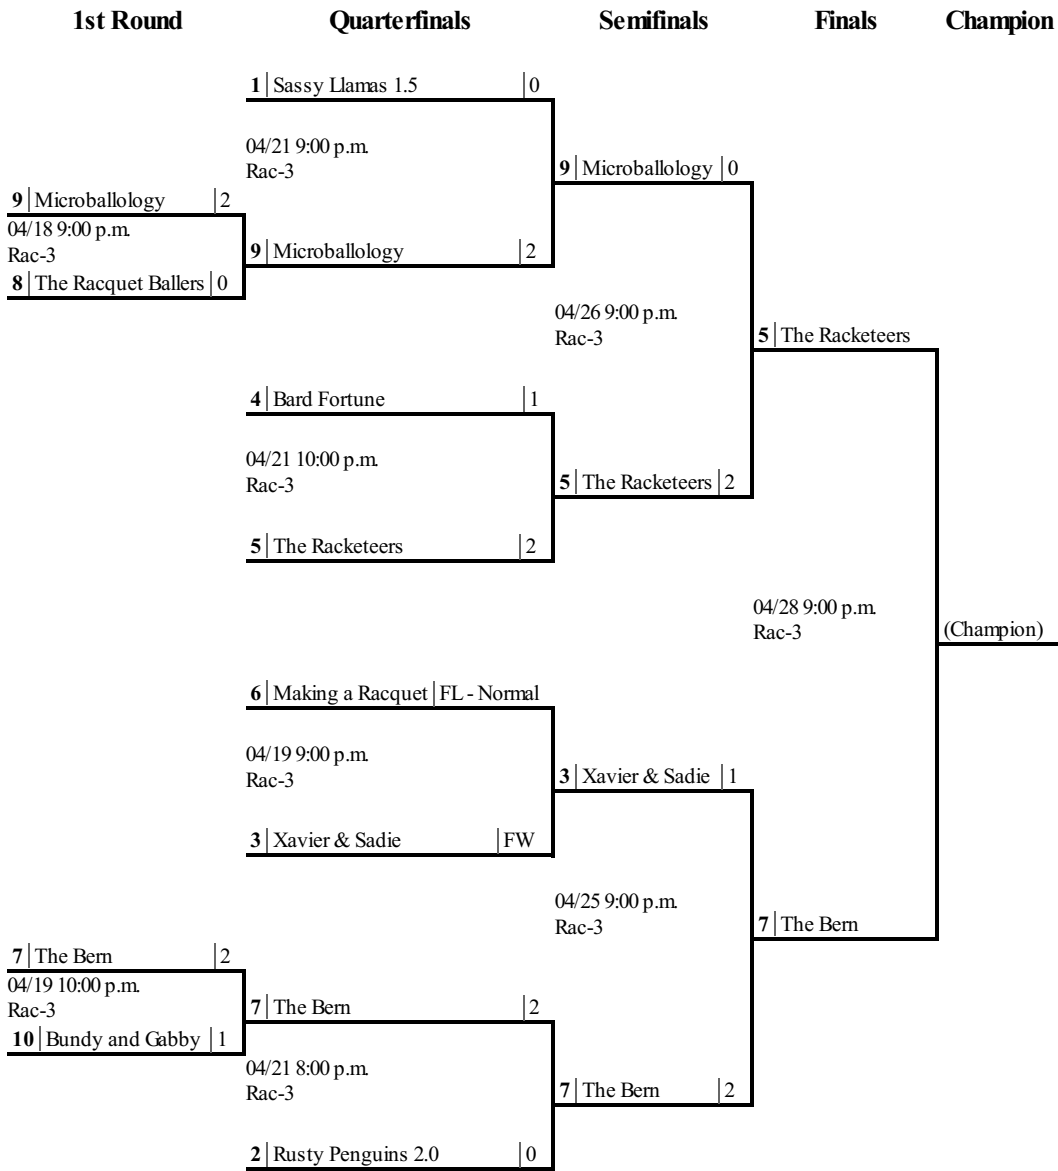 1st Round Quarterfinals Semifinals Finals Champion
1 Sassy Llamas 1.5 0
04/21 9:00 p.m.
Rac-3
9 Microballology 0
9 Microballology 2
04/18 9:00 p.m.
Rac-3
9 Microballology 2
8 The Racquet Ballers 0
04/26 9:00 p.m.
Rac-3
5 The Racketeers
4 Bard Fortune 1
04/21 10:00 p.m.
Rac-3
5 The Racketeers 2
5 The Racketeers 2
04/28 9:00 p.m.
Rac-3
(Champion)
6 Making a Racquet FL - Normal
04/19 9:00 p.m.
Rac-3
3 Xavier & Sadie 1
3 Xavier & Sadie FW
04/25 9:00 p.m.
Rac-3
7 The Bern
7 The Bern 2
04/19 10:00 p.m.
Rac-3
7 The Bern 2
10 Bundy and Gabby 1
04/21 8:00 p.m.
Rac-3
7 The Bern 2
2 Rusty Penguins 2.0 0